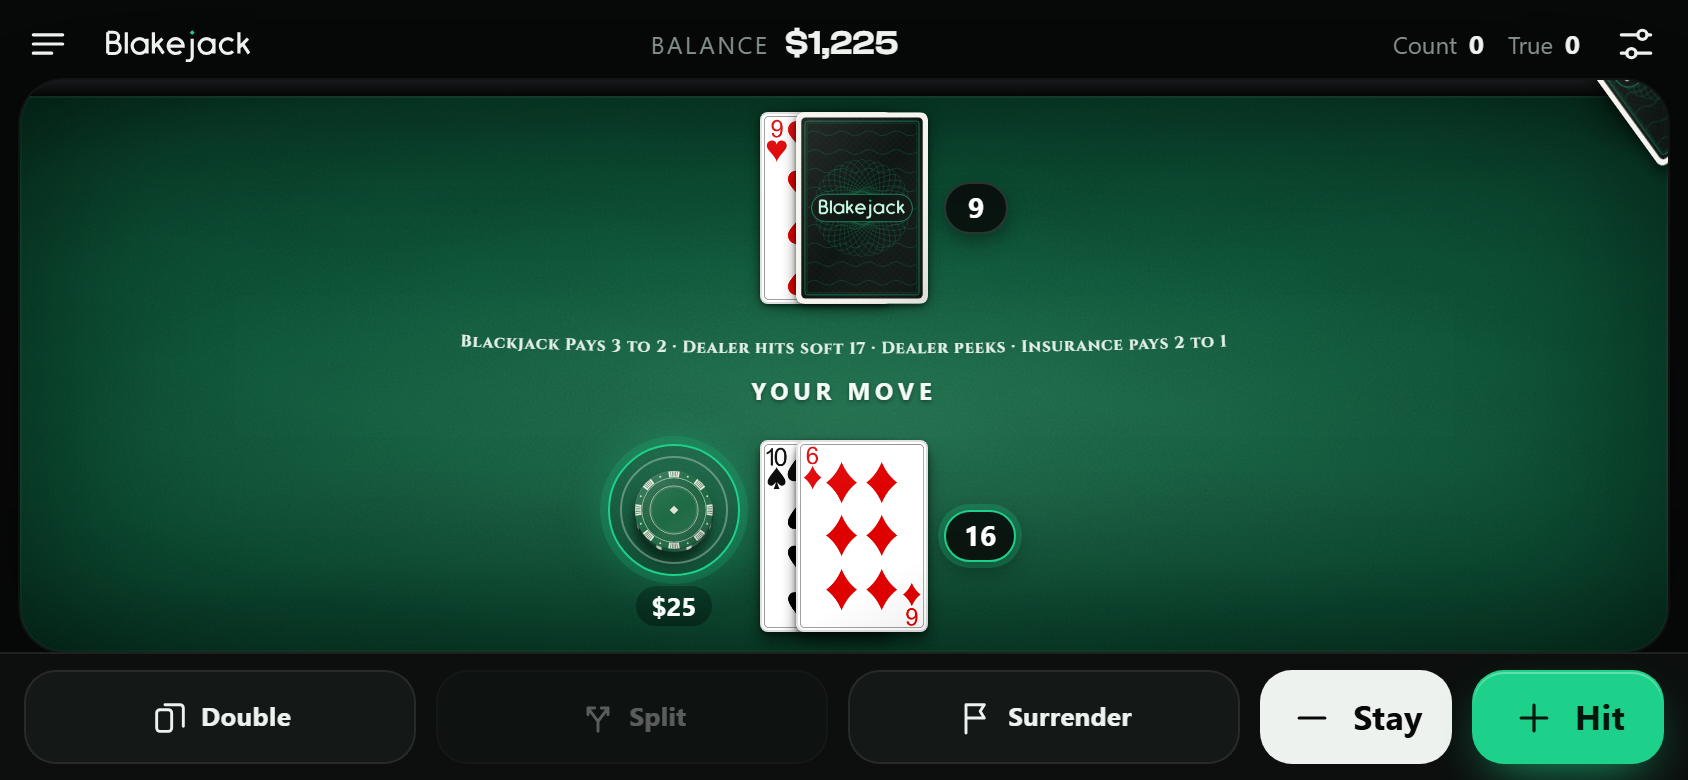 Blakejack
BALANCE $1,225
Count 0 True 0
9
Blakejack
9
Blackjack Pays 3 to 2 · Dealer hits soft 17 · Dealer peeks · Insurance pays 2 to 1
YOUR MOVE
10
6
6
16
$25
Double
Split
Surrender
Stay
Hit